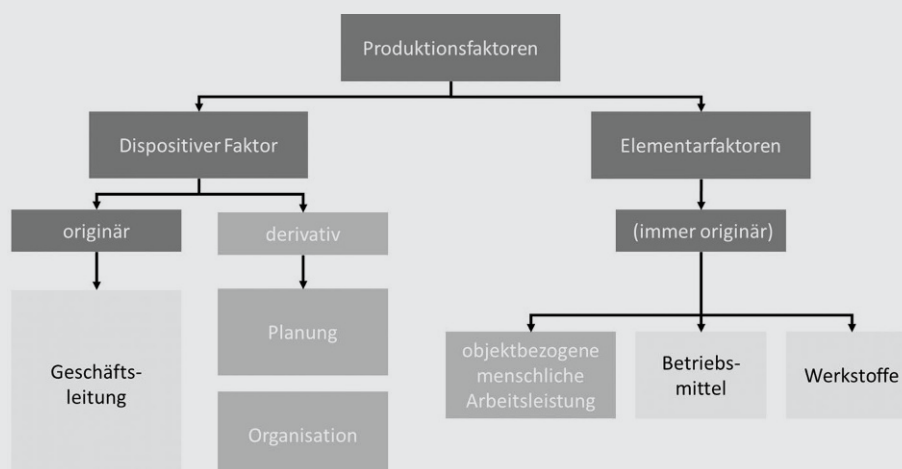 Produktionsfaktoren
Dispositiver Faktor
Elementarfaktoren
originär
derivativ
(immer originär)
Geschäfts-
leitung
Planung
Organisation
objektbezogene
menschliche
Arbeitsleistung
Betriebs-
mittel
Werkstoffe